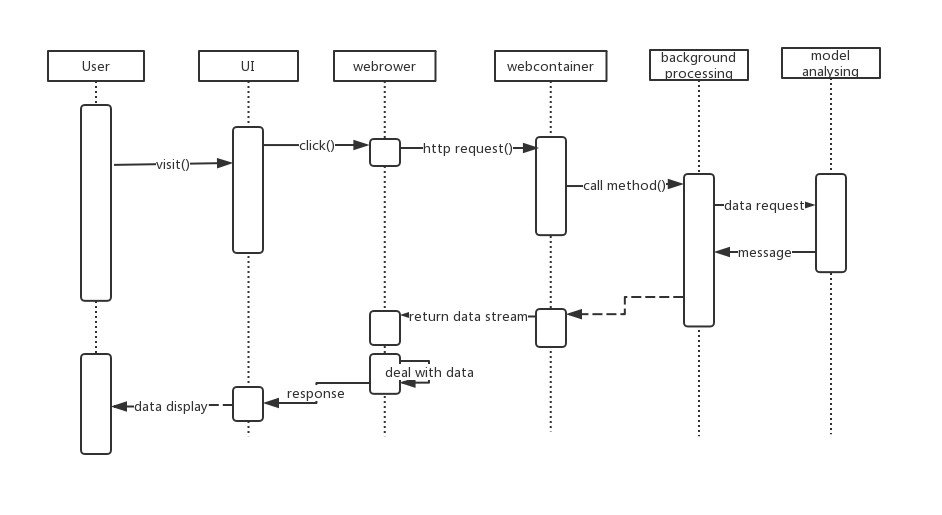 User
UI
webrower
webcontainer
background
processing
model
analysing
visit()
click()
http request()
call method()
data request
message
return data stream
deal with data
response
data display